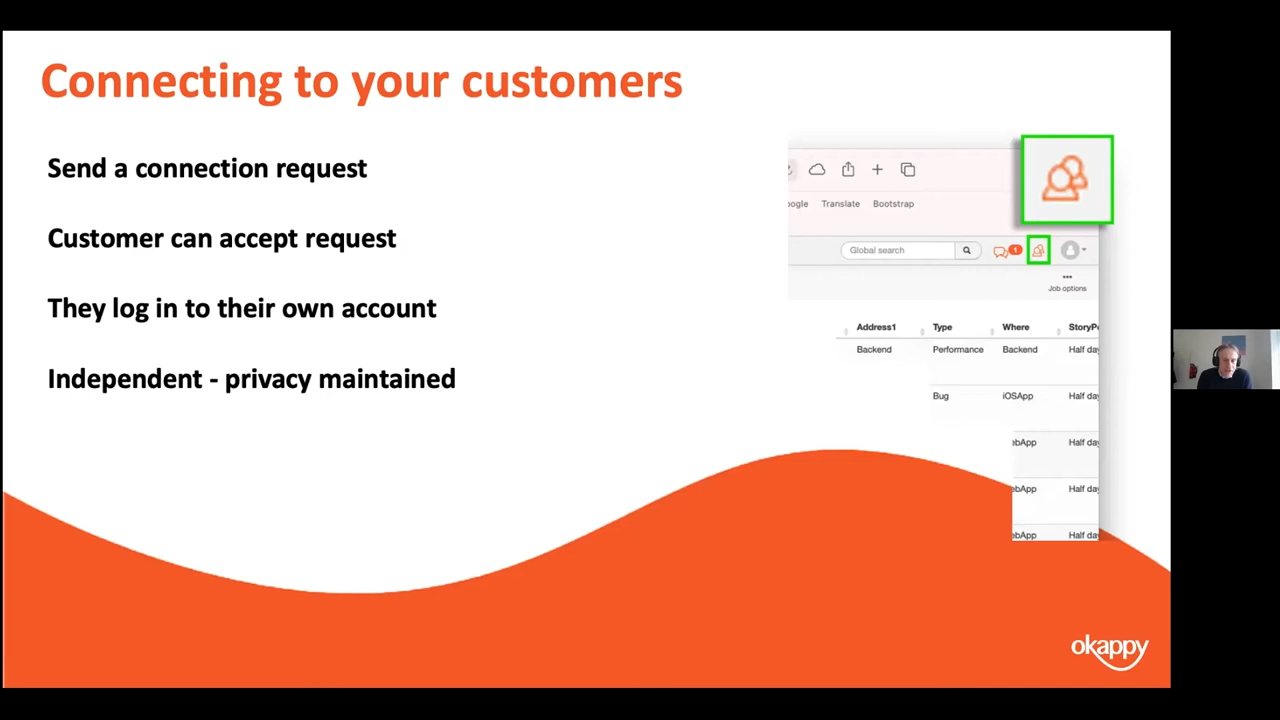 Connecting to your customers
Send a connection request
Customer can accept request
They log in to their own account
Independent - privacy maintained
Translate
Bootstrap
Global search
1
Job options
Address1
Type
Where
Backend
Performance
Backend
Half day
Bug
iOSApp
Half day
Half day
Half day
Half day
okappy